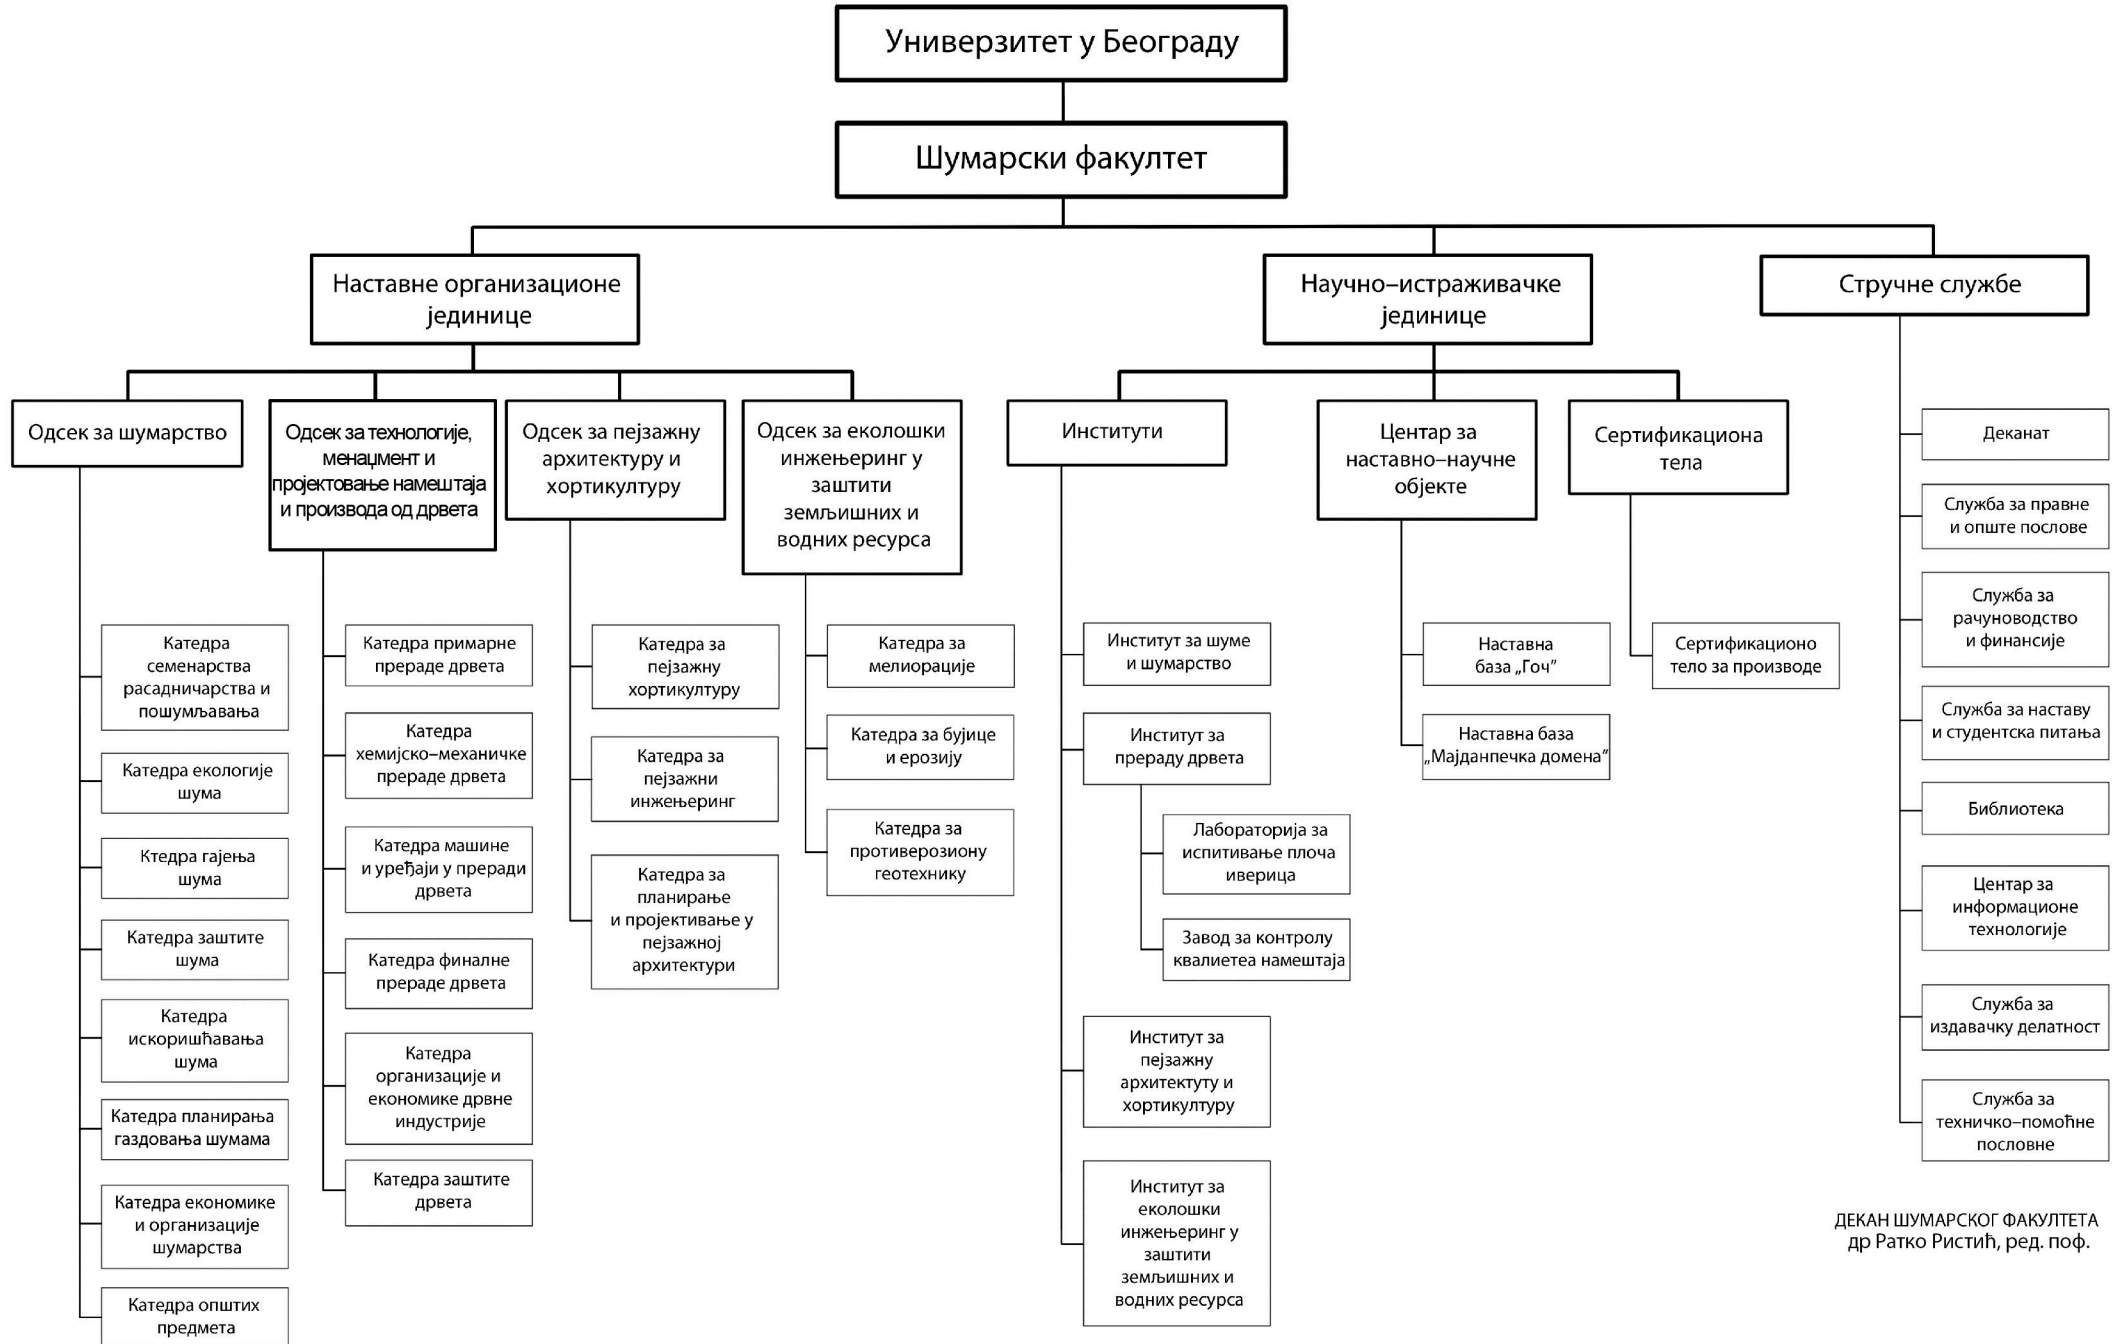 Универзитет у Београду
Шумарски факултет
Наставне организационе
јединице
Научно–истраживачке
јединице
Стручне службе
Одсек за шумарство
Одсек за технологије,
менаџмент и
пројектовање намештаја
и производа од дрвета
Одсек за пејзажну
архитектуру и
хортикултуру
Одсек за еколошки
инжењеринг у
заштити
земљишних и
водних ресурса
Институти
Центар за
наставно–научне
објекте
Сертификациона
тела
Катедра
семенарства
расадничарства и
пошумљавања
Катедра екологије
шума
Ктедра гајења
шума
Катедра заштите
шума
Катедра
искоришћавања
шума
Катедра планирања
газдовања шумама
Катедра економике
и организације
шумарства
Катедра општих
предмета
Катедра примарне
прераде дрвета
Катедра
хемијско–механичке
прераде дрвета
Катедра машине
и уређаји у преради
дрвета
Катедра финалне
прераде дрвета
Катедра
организације и
економике дрвне
индустрије
Катедра заштите
дрвета
Катедра за
пејзажну
хортикултуру
Катедра за
пејзажни
инжењеринг
Катедра за
планирање
и пројективање у
пејзажној
архитектури
Катедра за
мелиорације
Катедра за бујице
и ерозију
Катедра за
противерозиону
геотехнику
Институт за шуме
и шумарство
Институт за
прераду дрвета
Лабораторија за
испитивање плоча
иверица
Завод за контролу
квалиетеа намештаја
Институт за
пејзажну
архитектуту и
хортикултуру
Институт за
еколошки
инжењеринг у
заштити
земљишних и
водних ресурса
Наставна
база „Гоч”
Наставна база
„Мајданпечка домена”
Сертификационо
тело за производе
Деканат
Служба за правне
и опште послове
Служба за
рачуноводство
и финансије
Служба за наставу
и студентска питања
Библиотека
Центар за
информационе
технологије
Служба за
издавачку делатност
Служба за
техничко–помоћне
пословне
ДЕКАН ШУМАРСКОГ ФАКУЛТЕТА
др Ратко Ристић, ред. поф.